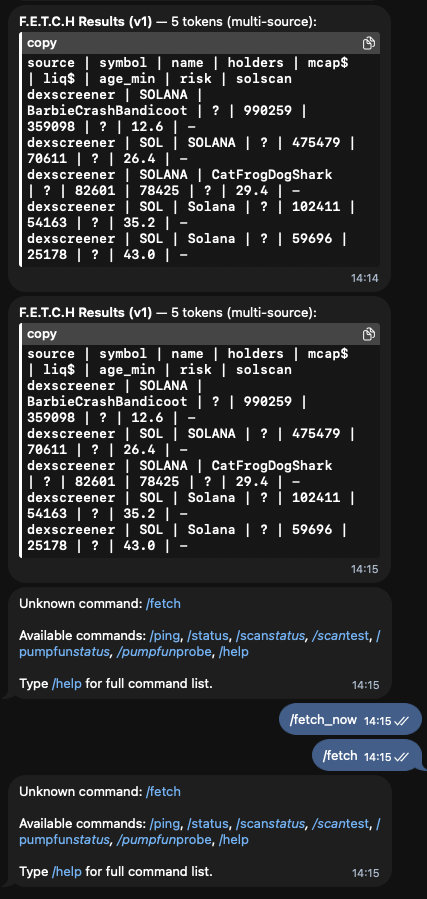 F.E.T.C.H Results (v1) — 5 tokens (multi-source):
copy
source | symbol | name | holders | mcap$
| liq$ | age_min | risk | solscan
dexscreener | SOLANA |
BarbieCrashBandicoot | ? | 990259 |
359098 | ? | 12.6 | —
dexscreener | SOL | SOLANA | ? | 475479 |
70611 | ? | 26.4 | —
dexscreener | SOLANA | CatFrogDogShark
| ? | 82601 | 78425 | ? | 29.4 | —
dexscreener | SOL | Solana | ? | 102411 |
54163 | ? | 35.2 | —
dexscreener | SOL | Solana | ? | 59696 |
25178 | ? | 43.0 | —
14:14
F.E.T.C.H Results (v1) — 5 tokens (multi-source):
copy
source | symbol | name | holders | mcap$
| liq$ | age_min | risk | solscan
dexscreener | SOLANA |
BarbieCrashBandicoot | ? | 990259 |
359098 | ? | 12.6 | —
dexscreener | SOL | SOLANA | ? | 475479 |
70611 | ? | 26.4 | —
dexscreener | SOLANA | CatFrogDogShark
| ? | 82601 | 78425 | ? | 29.4 | —
dexscreener | SOL | Solana | ? | 102411 |
54163 | ? | 35.2 | —
dexscreener | SOL | Solana | ? | 59696 |
25178 | ? | 43.0 | —
14:15
Unknown command: /fetch
Available commands: /ping, /status, /scanstatus, /scantest, /
pumpfunstatus, /pumpfunprobe, /help
Type /help for full command list. 14:15
/fetch_now 14:15
/fetch 14:15
Unknown command: /fetch
Available commands: /ping, /status, /scanstatus, /scantest, /
pumpfunstatus, /pumpfunprobe, /help
Type /help for full command list. 14:15